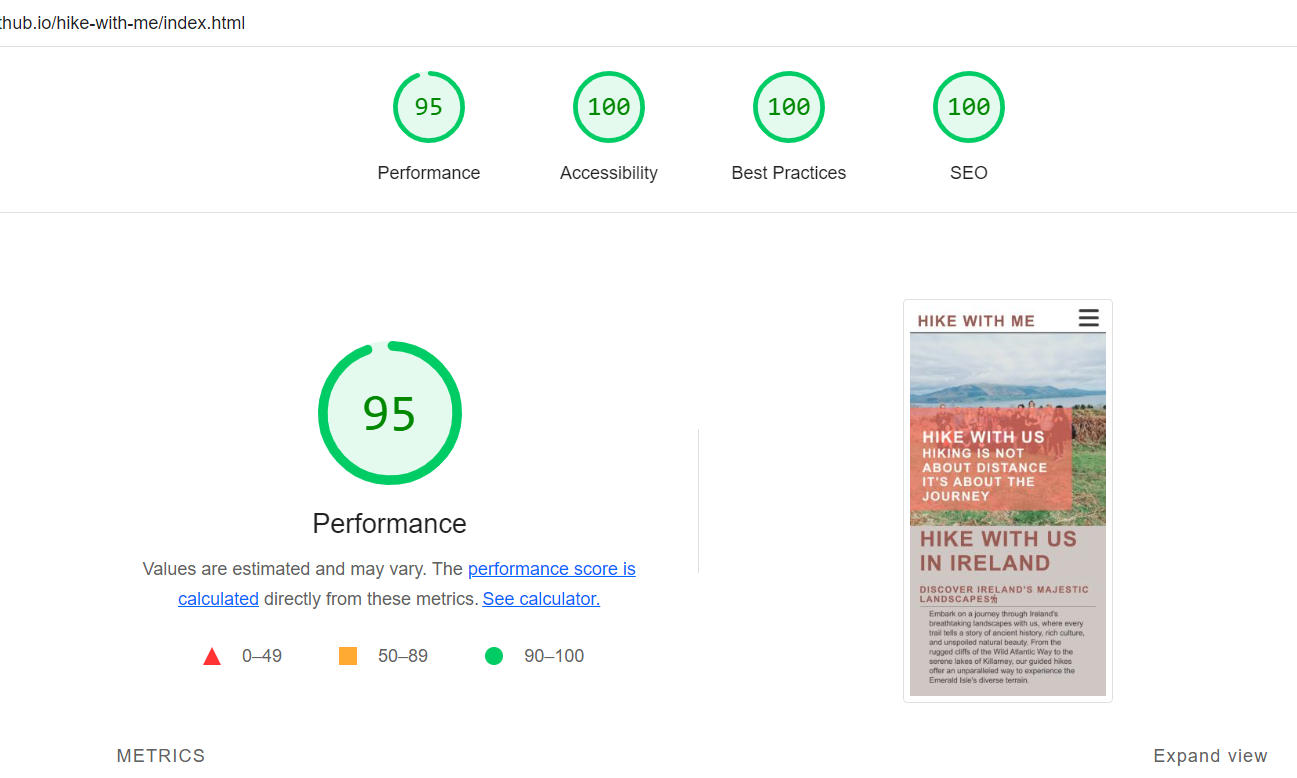 thub.io/hike-with-me/index.html
95
100
100
100
Performance
Accessibility
Best Practices
SEO
95
Performance
Values are estimated and may vary. The performance score is
calculated directly from these metrics. See calculator.
0–49
50–89
90–100
HIKE WITH ME
HIKE WITH US
HIKING IS NOT
ABOUT DISTANCE
IT'S ABOUT THE
JOURNEY
HIKE WITH US
IN IRELAND
DISCOVER IRELAND'S MAJESTIC
LANDSCAPES
Embark on a journey through Ireland's
breathtaking landscapes with us, where every
trail tells a story of ancient history, rich culture,
and unspoiled natural beauty. From the
rugged cliffs of the Wild Atlantic Way to the
serene lakes of Killarney, our guided hikes
offer an unparalleled way to experience the
Emerald Isle's diverse terrain.
METRICS
Expand view